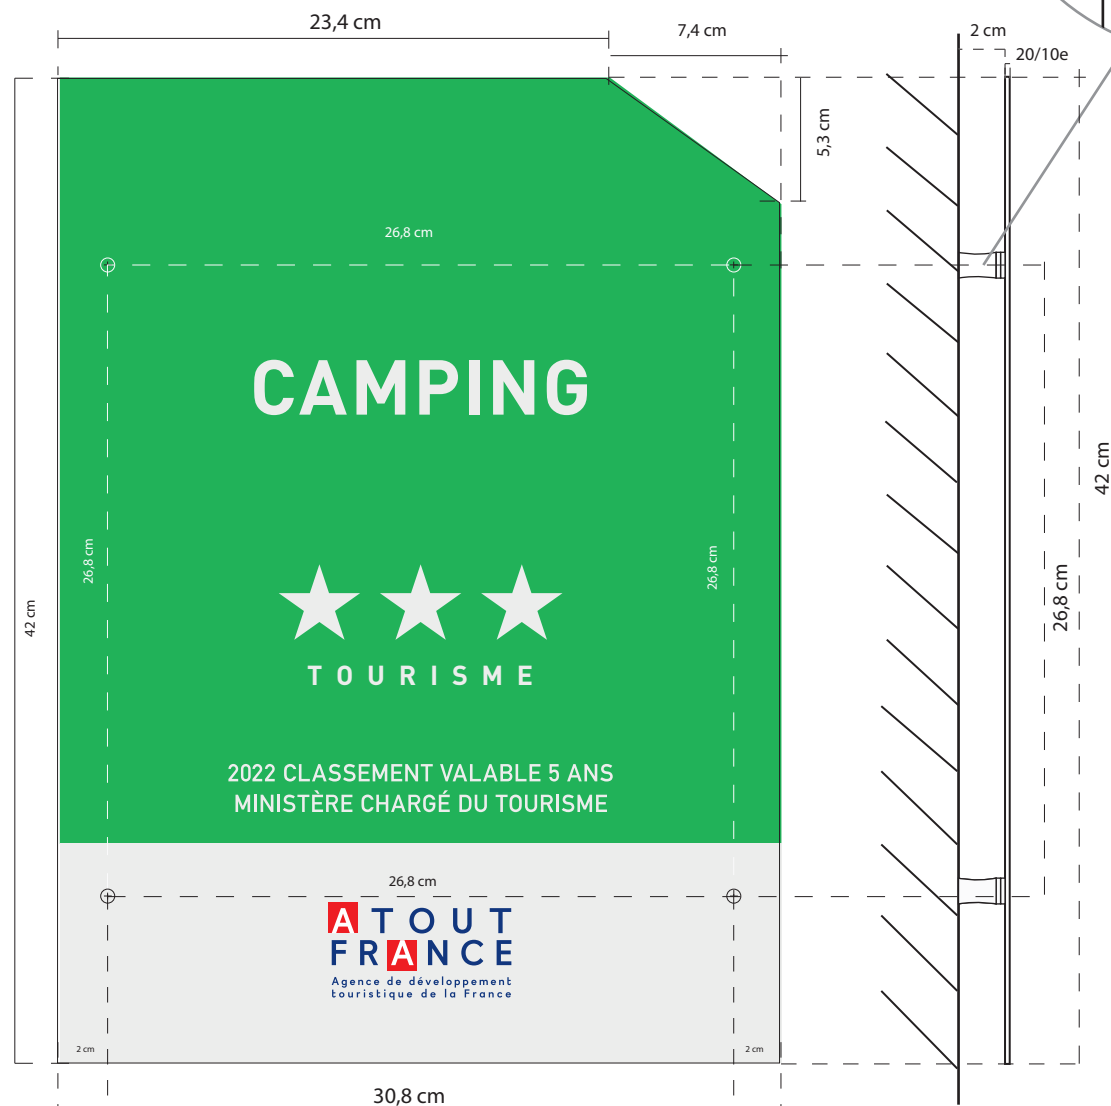 23,4 cm
7,4 cm
2 cm
20/10e
5,3 cm
26,8 cm
CAMPING
42 cm
26,8 cm
26,8 cm
26,8 cm
42 cm
TOURISME
2022 CLASSEMENT VALABLE 5 ANS
MINISTÈRE CHARGÉ DU TOURISME
26,8 cm
ATOUT
FRANCE
Agence de développement
touristique de la France
2 cm
2 cm
30,8 cm